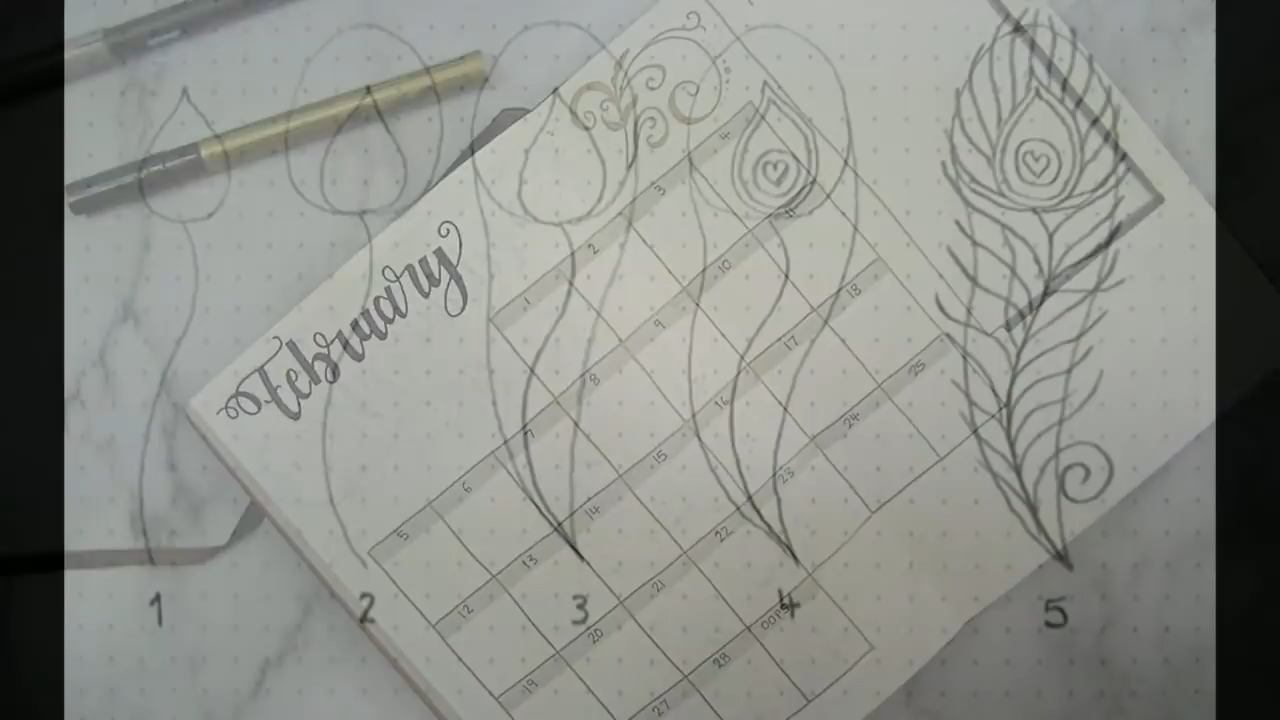 February
1 2 3 4
5 6 7 8 9 10 11
12 13 14 15 16 17 18
19 20 21 22 23 24 25
27 28 OOPS!
1 2 3 4 5